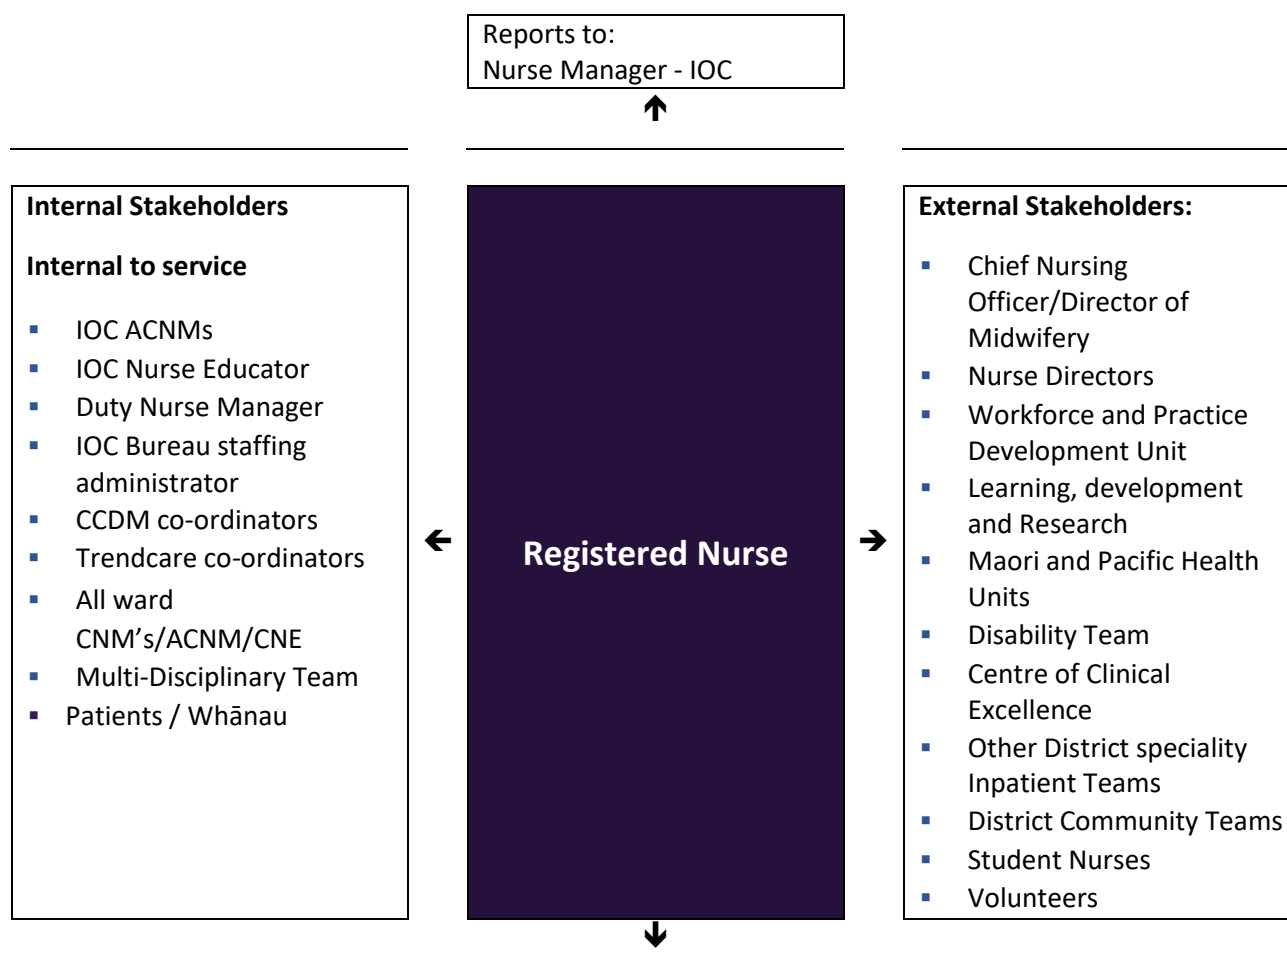 Reports to:
Nurse Manager - IOC
Internal Stakeholders
Internal to service
▪ IOC ACNMs
▪ IOC Nurse Educator
▪ Duty Nurse Manager
▪ IOC Bureau staffing
administrator
▪ CCDM co-ordinators
▪ Trendcare co-ordinators
▪ All ward
CNM’s/ACNM/CNE
▪ Multi-Disciplinary Team
▪ Patients / Whānau
Registered Nurse
External Stakeholders:
▪ Chief Nursing
Officer/Director of
Midwifery
▪ Nurse Directors
▪ Workforce and Practice
Development Unit
▪ Learning, development
and Research
▪ Maori and Pacific Health
Units
▪ Disability Team
▪ Centre of Clinical
Excellence
▪ Other District speciality
Inpatient Teams
▪ District Community Teams
▪ Student Nurses
▪ Volunteers